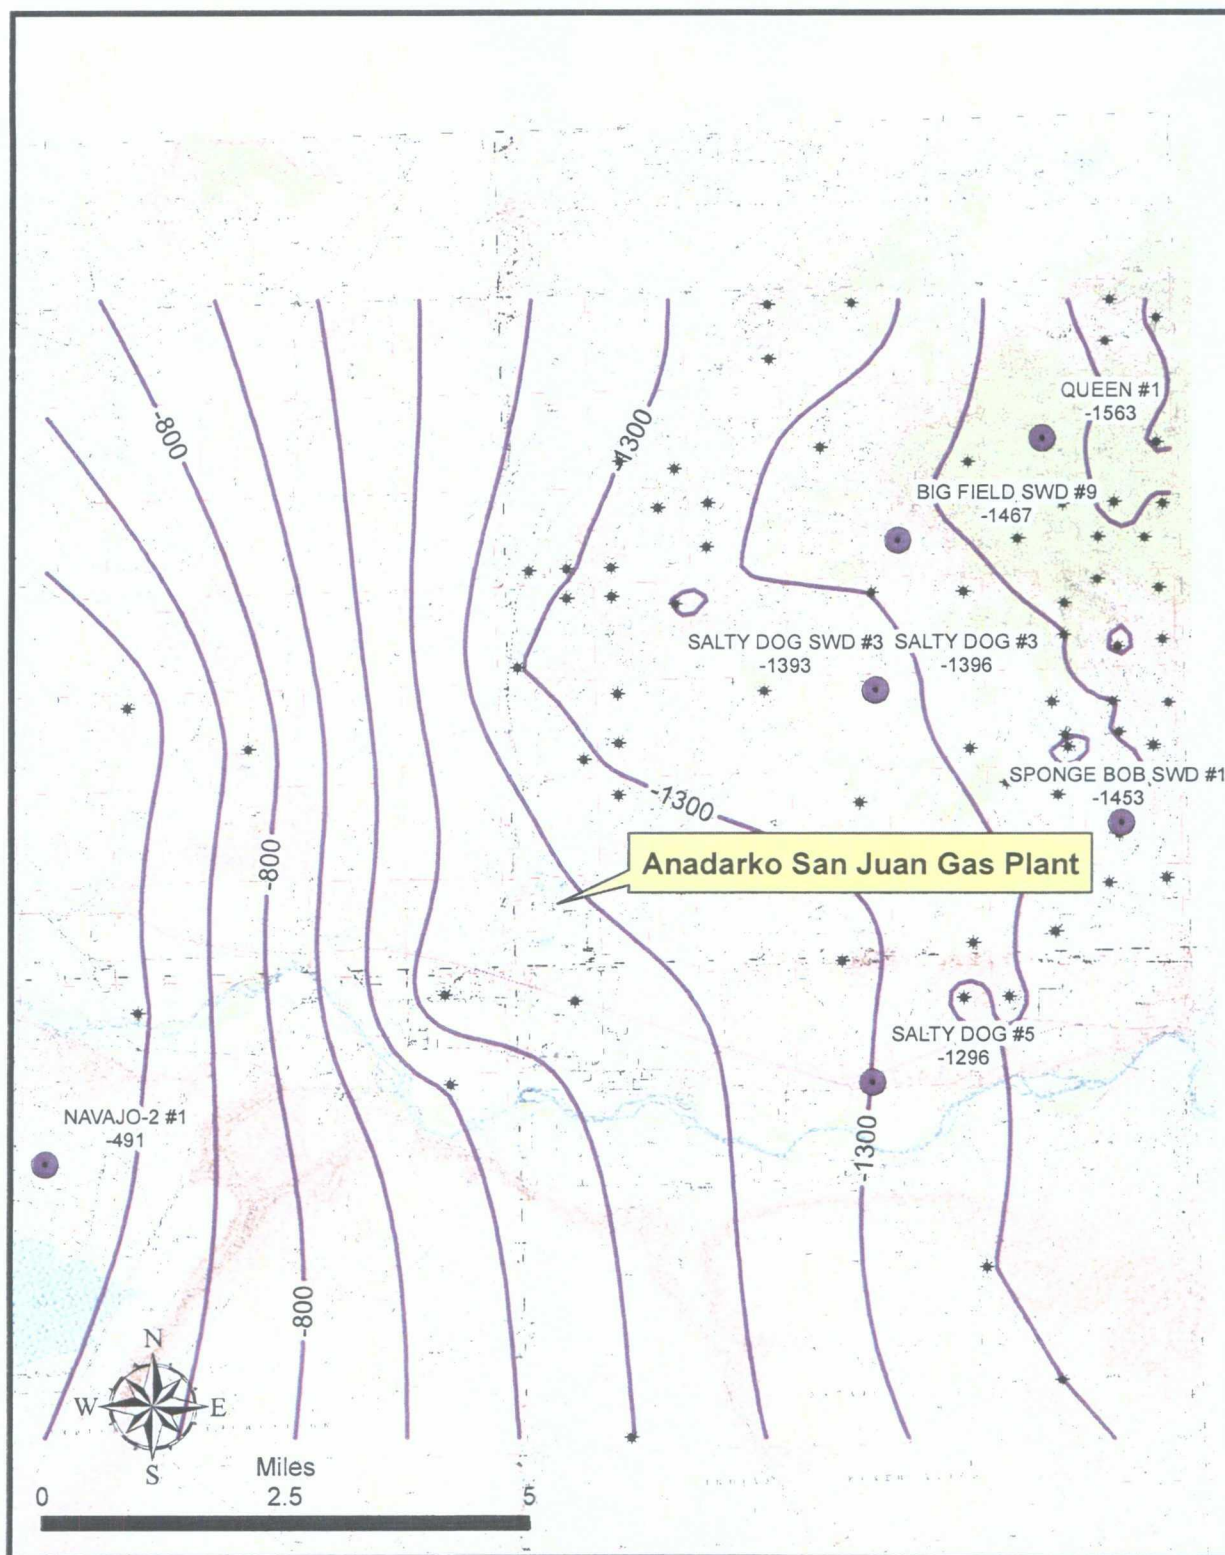 QUEEN #1
-1563
-800
-1300
BIG FIELD SWD #9
-1467
SALTY DOG SWD #3
-1393
SALTY DOG #3
-1396
SPONGE BOB SWD #1
-1453
-1300
-800
Anadarko San Juan Gas Plant
SALTY DOG #5
-1296
NAVAJO-2 #1
-491
-1300
-800
N
W
E
S
Miles
0
2.5
5